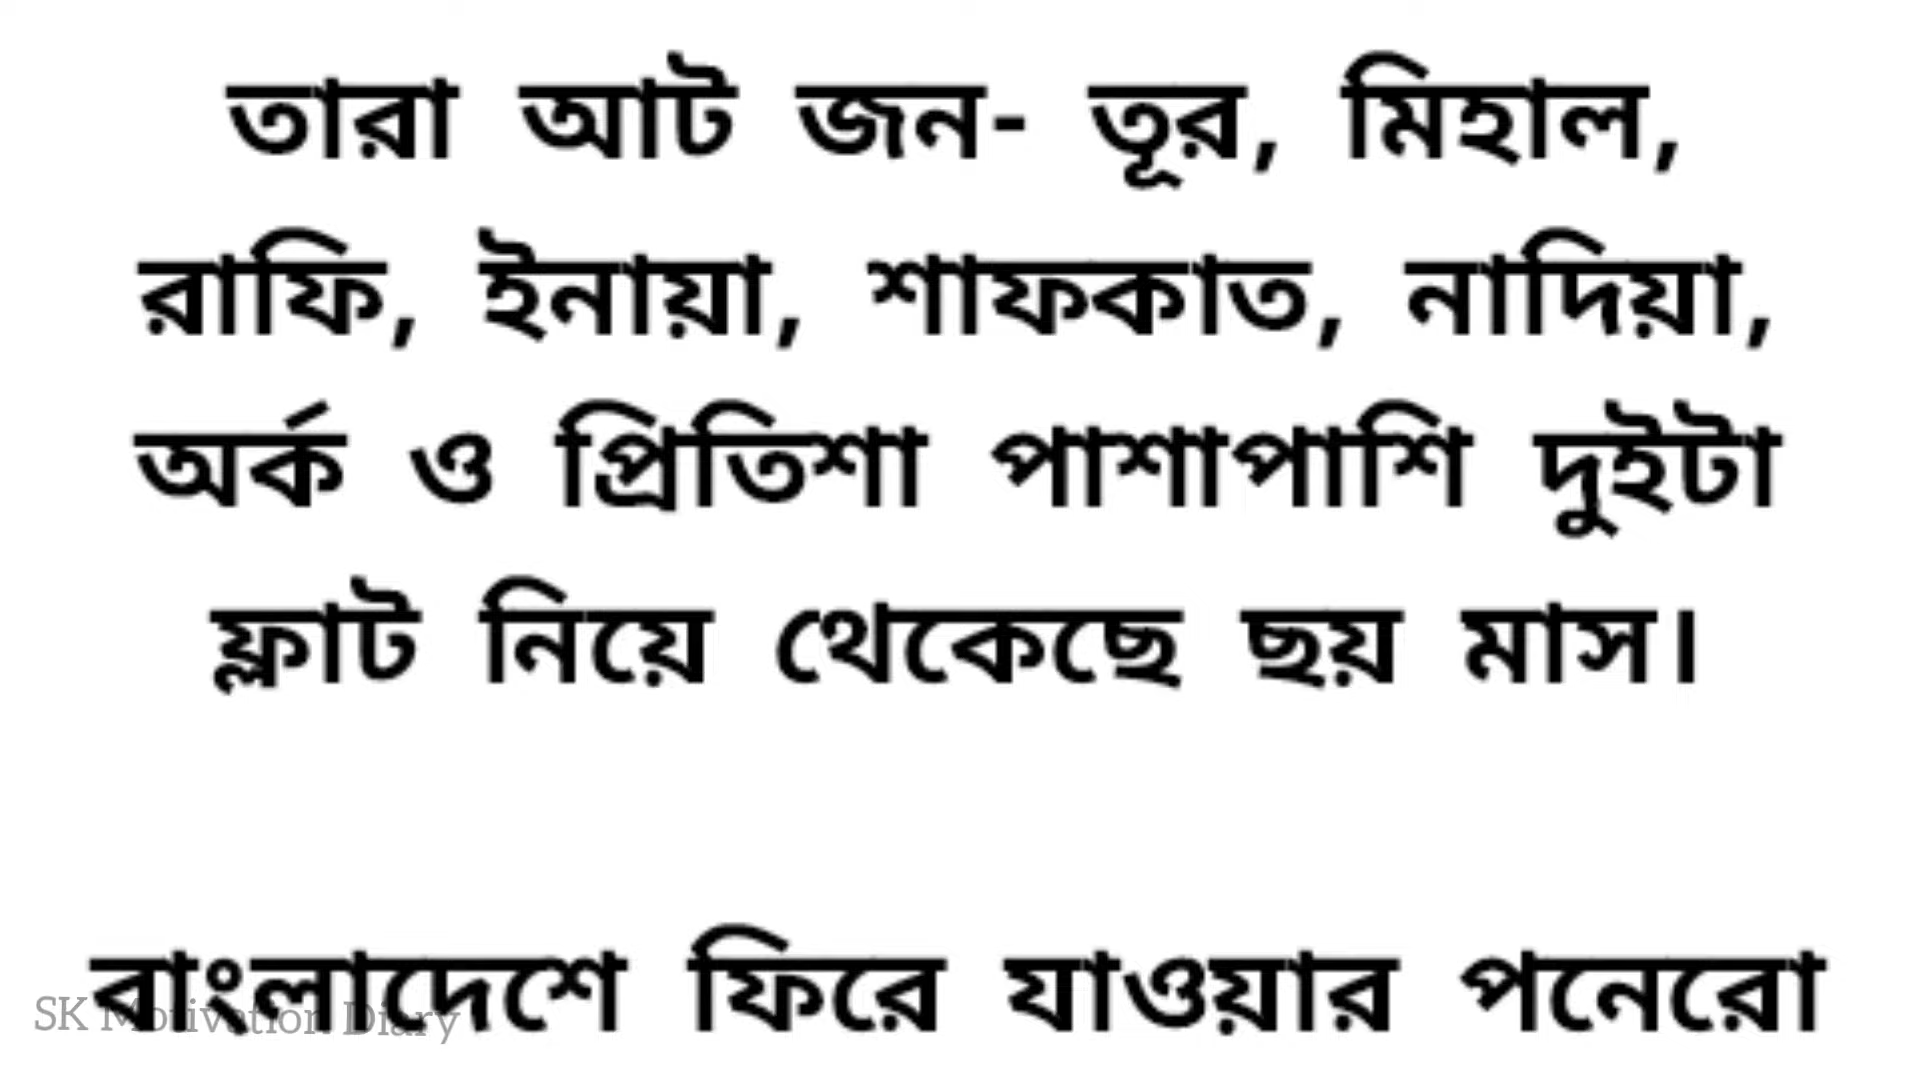 তারা আট জন- তূর, মিহাল,
রাফি, ইনায়া, শাফকাত, নাদিয়া,
অর্ক ও প্রিতিশা পাশাপাশি দুইটা
ফ্লাট নিয়ে থেকেছে ছয় মাস।
বাংলাদেশে ফিরে যাওয়ার পনেরো
SK Motivation Diary